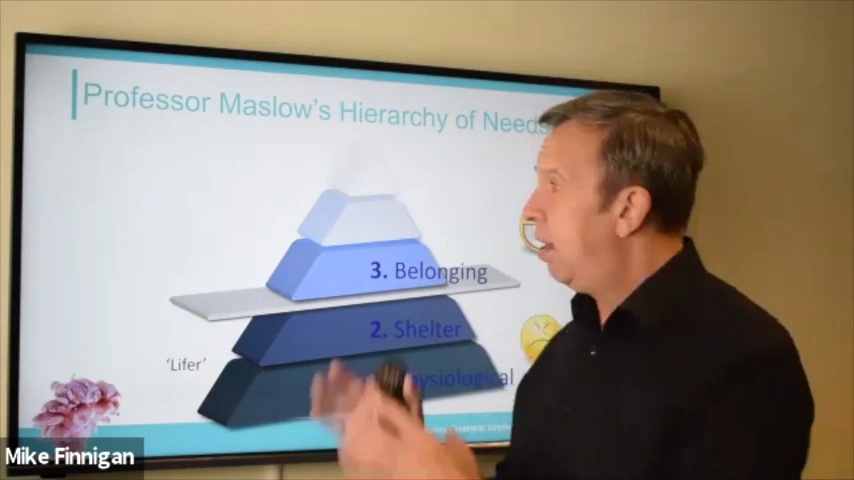 Professor Maslow's Hierarchy of Needs
3. Belonging
2. Shelter
'Lifer'
Mike Finnigan